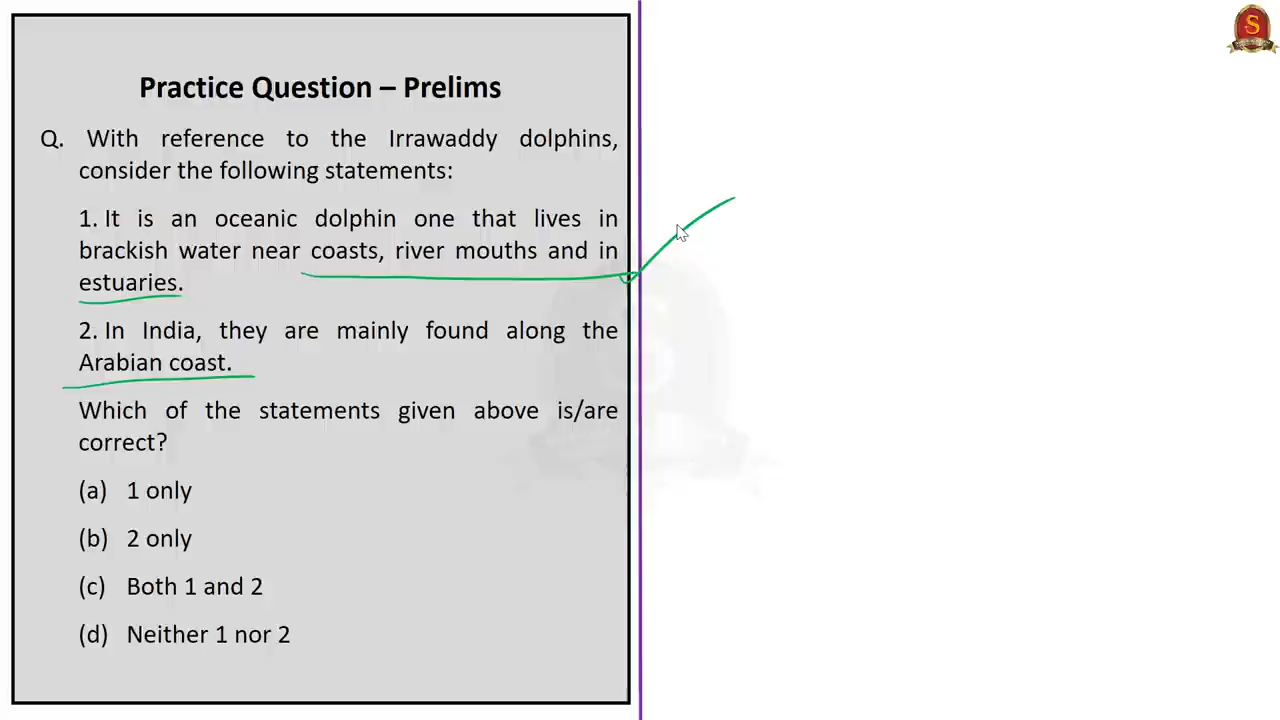 Practice Question – Prelims
Q. With reference to the Irrawaddy dolphins,
consider the following statements:
1. It is an oceanic dolphin one that lives in
brackish water near coasts, river mouths and in
estuaries.
2. In India, they are mainly found along the
Arabian coast.
Which of the statements given above is/are
correct?
(a) 1 only
(b) 2 only
(c) Both 1 and 2
(d) Neither 1 nor 2
S